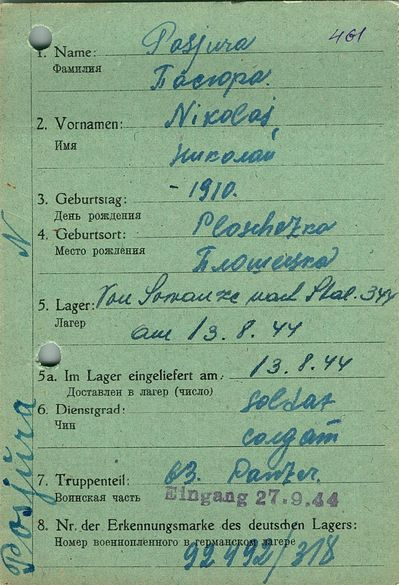 461
1. Name: Posjura
Фамилия Пасюра.
2. Vornamen: Nikolaj
Имя Николай
3. Geburtstag: - 1910.
День рождения
4. Geburtsort: Ploschezka
Место рождения Площецка
5. Lager: Von nach Stal. 344
Лагер am 13.8.44
5a. Im Lager eingeliefert am: 13.8.44
Доставлен в лагер (число)
6. Dienstgrad: Soldat
Чин солдат
7. Truppenteil: 63. Panzer.
Воинская часть Eingang 27.9.44
8. Nr. der Erkennungsmarke des deutschen Lagers:
Номер военнопленного в германском лагере
92492/318
Posjura N